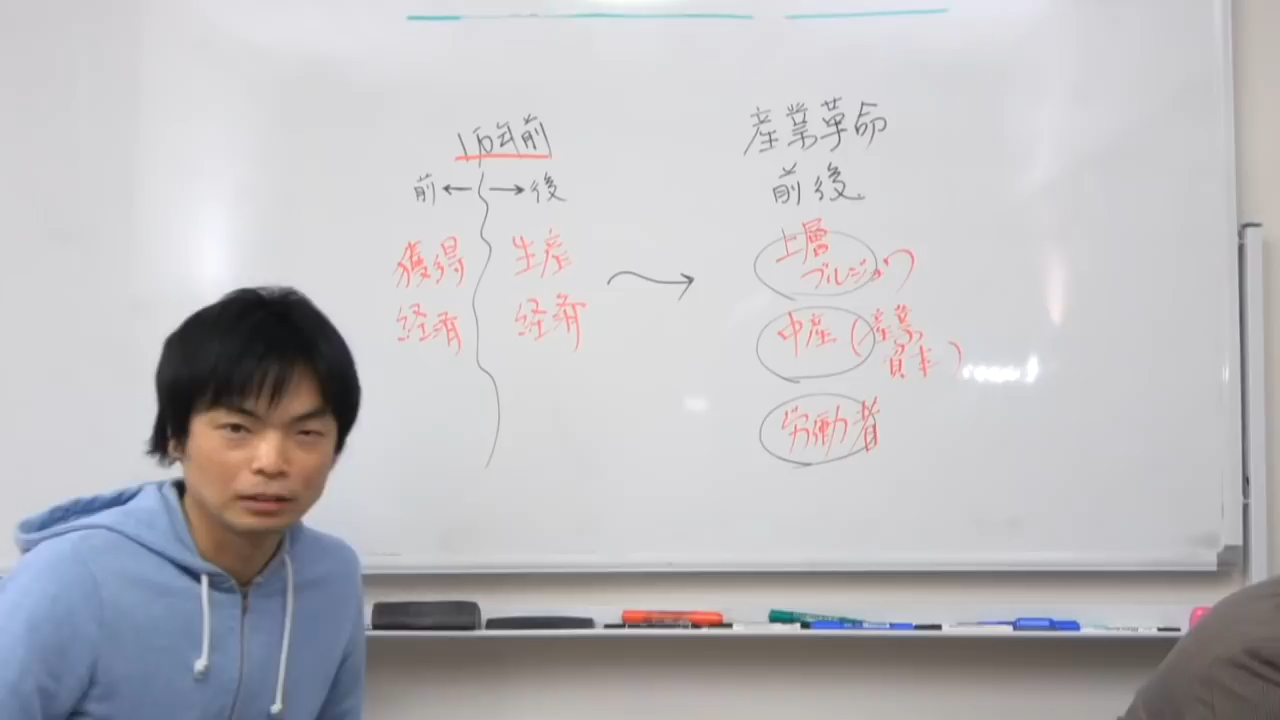 1万年前
前←→後
獲得
経済
生産
経済
産業革命
前後
上層
ブルジョワ
中産(産業
資本)
労働者